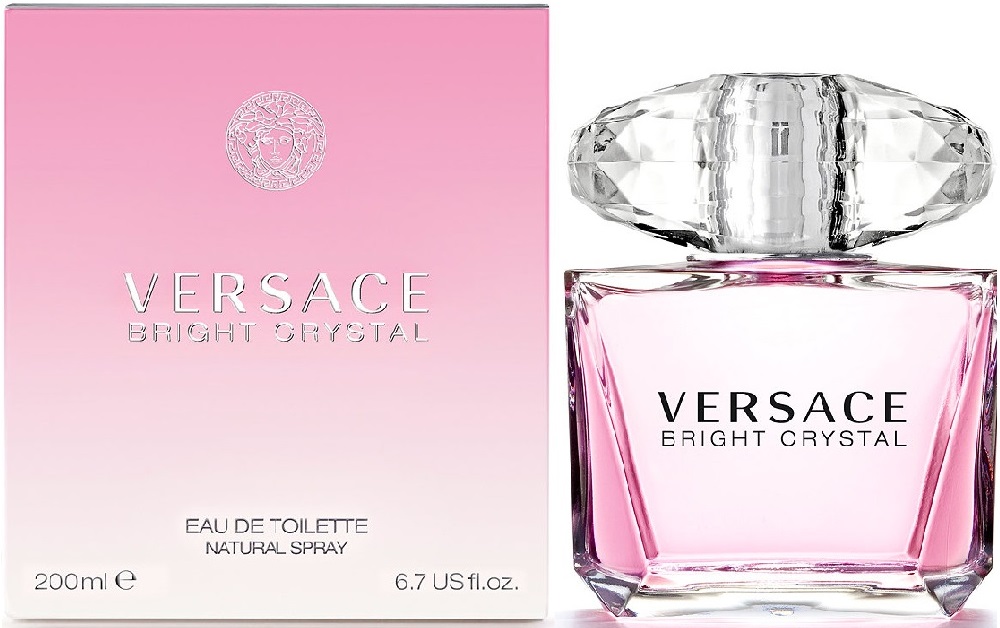 VERSACE
BRIGHT CRYSTAL
EAU DE TOILETTE
NATURAL SPRAY
200ml ℮
6.7 US fl.oz.
VERSACE
BRIGHT CRYSTAL